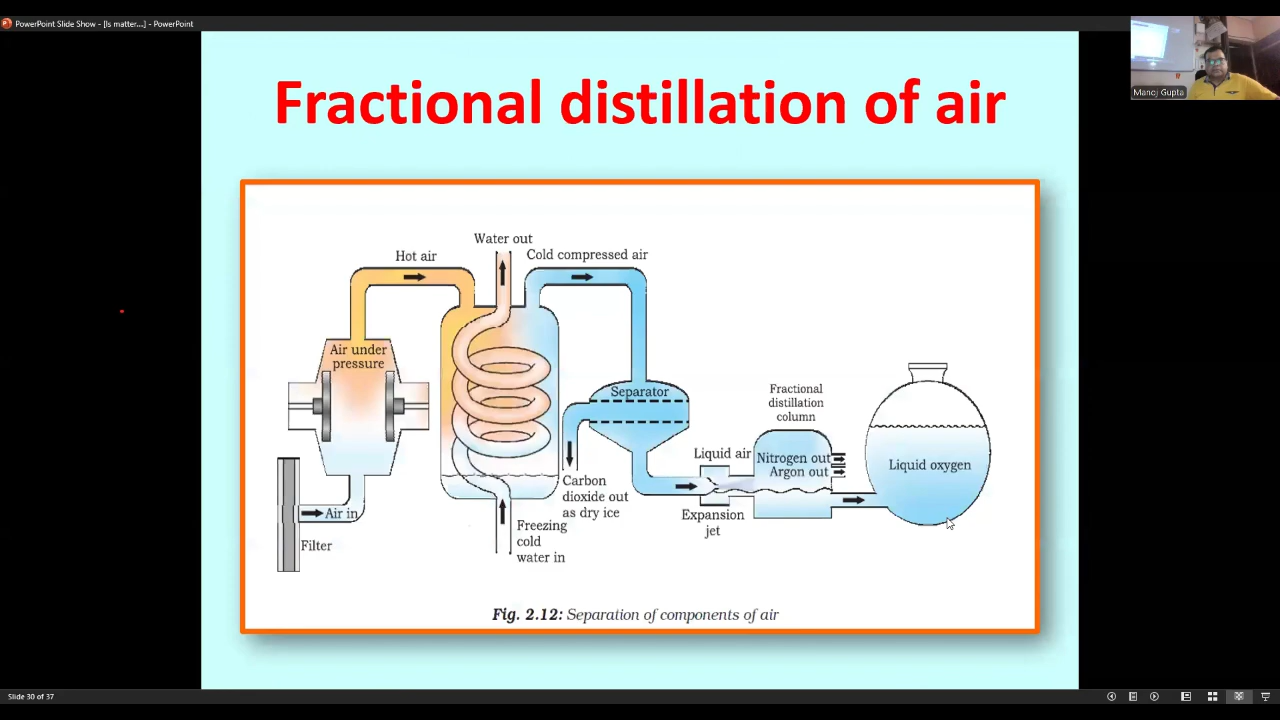 PowerPoint Slide Show - [Is matter...] - PowerPoint
Manoj Gupta
Fractional distillation of air
Water out
Hot air
Cold compressed air
Air under
pressure
Separator
Fractional
distillation
column
Liquid air
Nitrogen out
Argon out
Liquid oxygen
Carbon
dioxide out
as dry ice
Air in
Expansion
jet
Freezing
cold
water in
Filter
Fig. 2.12: Separation of components of air
Slide 30 of 37